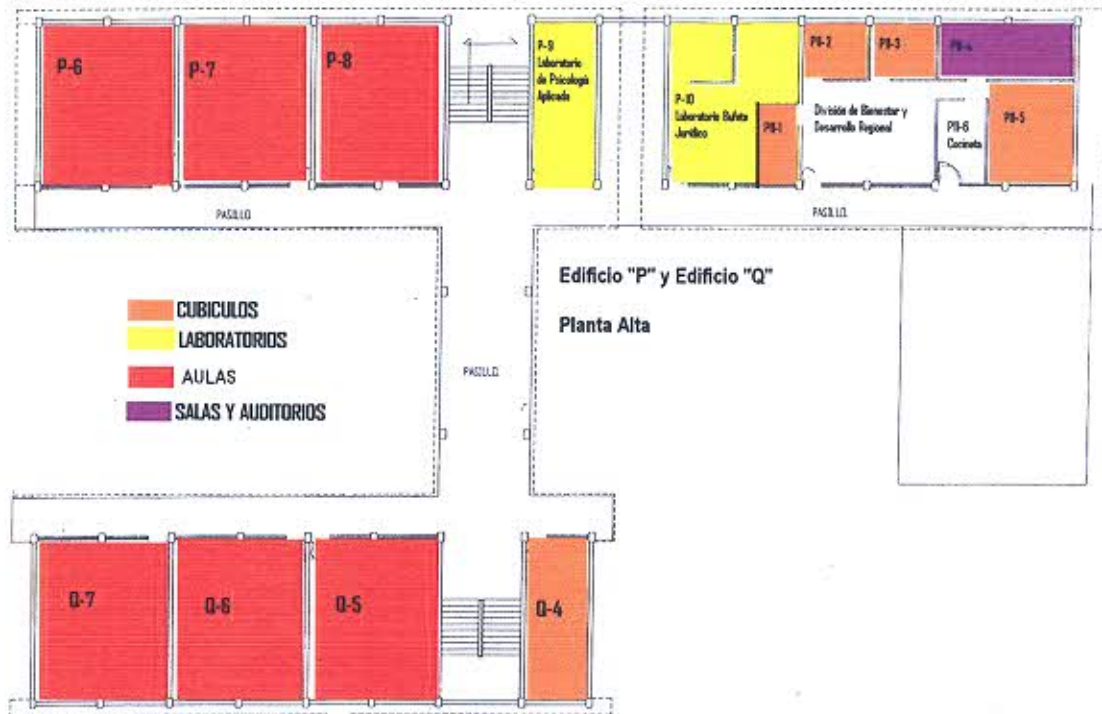 P-6
P-7
P-8
P-9
Laboratorio
de Psicología
Aplicada
P-10
Laboratorio Bufete
Jurídico
PB-1
PB-2
PB-3
PB-4
División de Bienestar y
Desarrollo Regional
PB-6
Cocineta
PB-5
PASILLO
PASILLO
Edificio "P" y Edificio "Q"
Planta Alta
CUBICULOS
LABORATORIOS
AULAS
SALAS Y AUDITORIOS
PASILLO
Q-7
Q-6
Q-5
Q-4